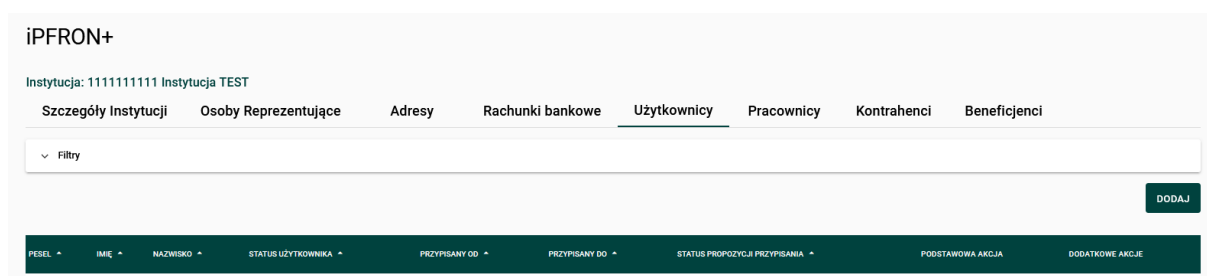 iPFRON+
Instytucja: 1111111111 Instytucja TEST
Szczegóły Instytucji Osoby Reprezentujące Adresy Rachunki bankowe Użytkownicy Pracownicy Kontrahenci Beneficjenci
Filtry
DODAJ
PESEL IMIĘ NAZWISKO STATUS UŻYTKOWNIKA PRZYPISANY OD PRZYPISANY DO STATUS PROPOZYCJI PRZYPISANIA PODSTAWOWA AKCJA DODATKOWE AKCJE